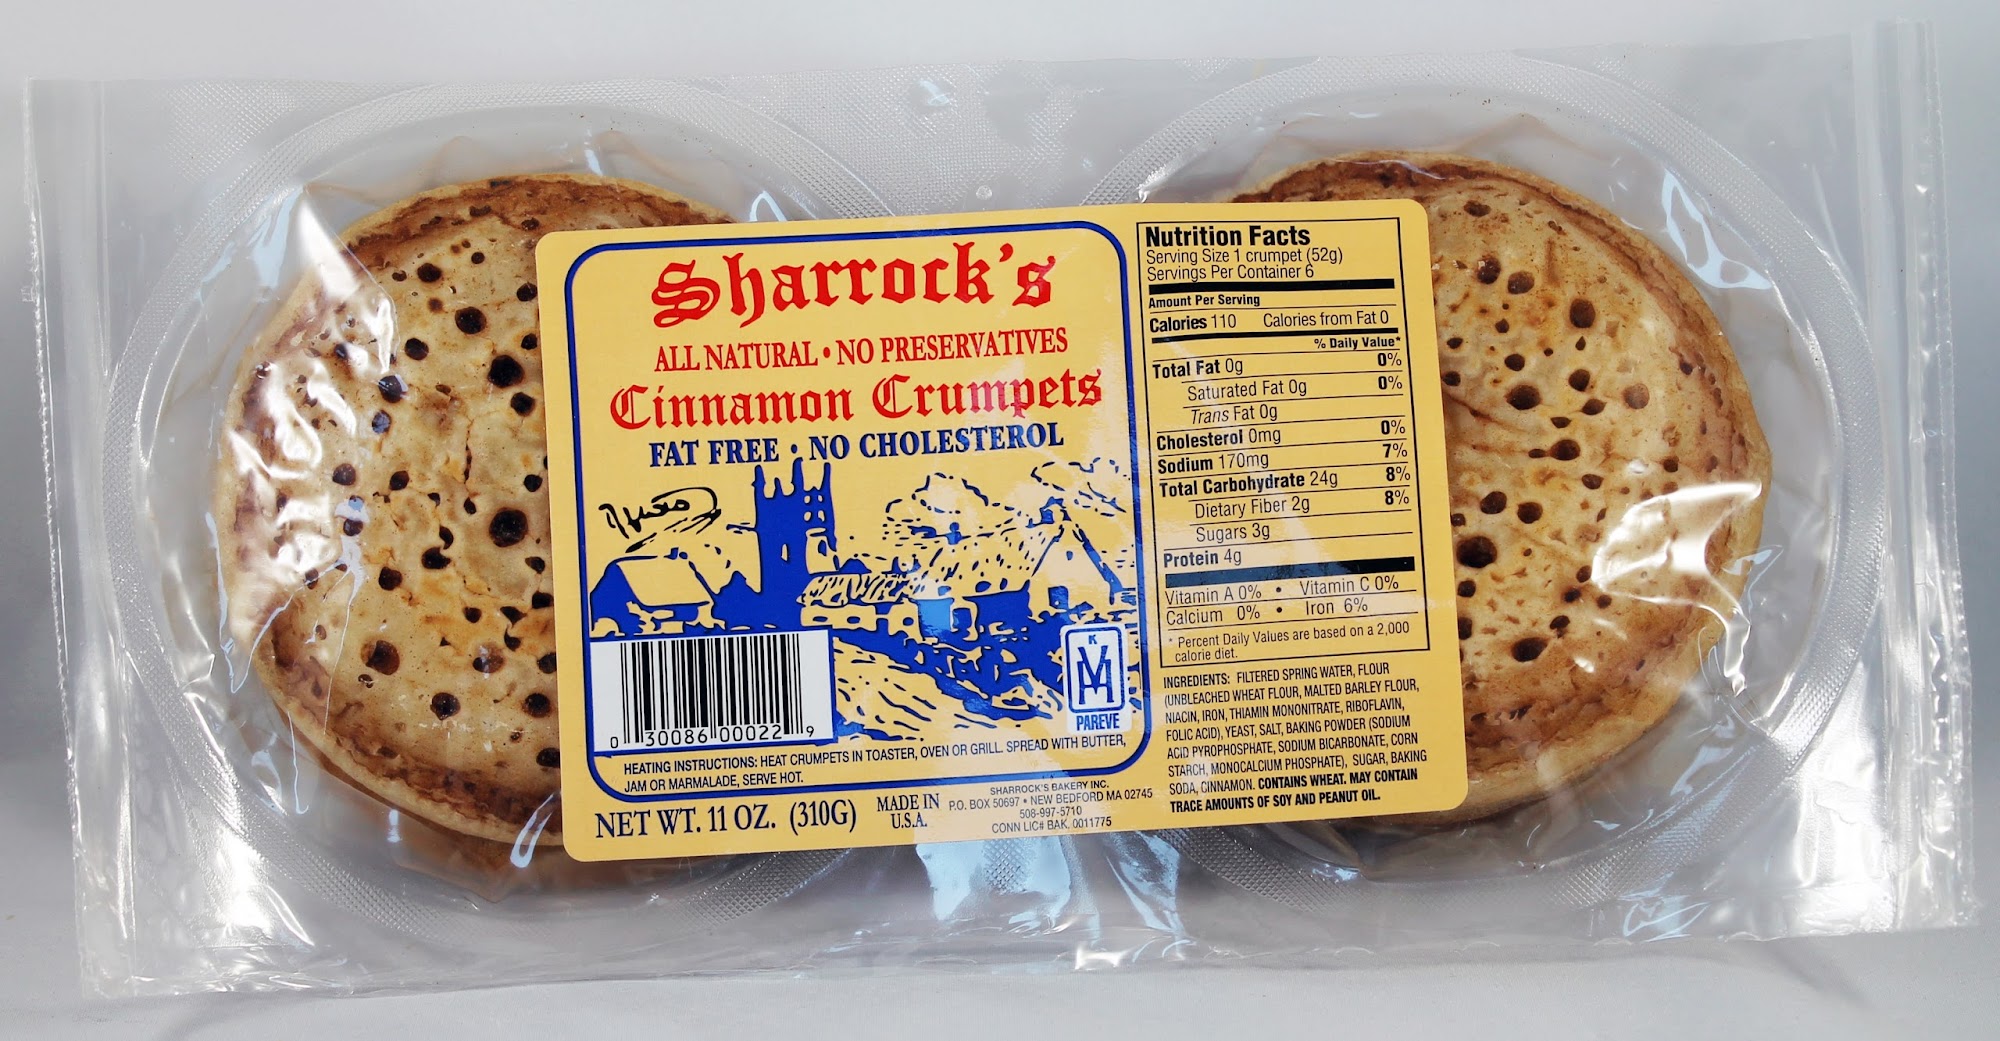 Sharrock's
ALL NATURAL • NO PRESERVATIVES
Cinnamon Crumpets
FAT FREE • NO CHOLESTEROL
K
VH
PAREVE
0 30086 00022 9
HEATING INSTRUCTIONS: HEAT CRUMPETS IN TOASTER, OVEN OR GRILL. SPREAD WITH BUTTER,
JAM OR MARMALADE, SERVE HOT.
NET WT. 11 OZ. (310G)
MADE IN
U.S.A.
SHARROCK'S BAKERY INC.
P.O. BOX 50697 • NEW BEDFORD MA 02745
508-997-5710
CONN LIC# BAK. 0011775
Nutrition Facts
Serving Size 1 crumpet (52g)
Servings Per Container 6
Amount Per Serving
Calories 110 Calories from Fat 0
% Daily Value*
Total Fat 0g 0%
Saturated Fat 0g 0%
Trans Fat 0g
Cholesterol 0mg 0%
Sodium 170mg 7%
Total Carbohydrate 24g 8%
Dietary Fiber 2g 8%
Sugars 3g
Protein 4g
Vitamin A 0% • Vitamin C 0%
Calcium 0% • Iron 6%
* Percent Daily Values are based on a 2,000
calorie diet.
INGREDIENTS: FILTERED SPRING WATER, FLOUR
(UNBLEACHED WHEAT FLOUR, MALTED BARLEY FLOUR,
NIACIN, IRON, THIAMIN MONONITRATE, RIBOFLAVIN,
FOLIC ACID), YEAST, SALT, BAKING POWDER (SODIUM
ACID PYROPHOSPHATE, SODIUM BICARBONATE, CORN
STARCH, MONOCALCIUM PHOSPHATE), SUGAR, BAKING
SODA, CINNAMON. CONTAINS WHEAT. MAY CONTAIN
TRACE AMOUNTS OF SOY AND PEANUT OIL.